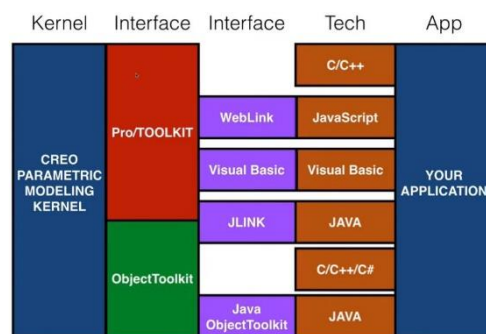 Kernel Interface Interface Tech App
C/C++
WebLink JavaScript
Pro/TOOLKIT
CREO
PARAMETRIC
MODELING
KERNEL
Visual Basic Visual Basic
YOUR
APPLICATION
JLINK JAVA
ObjectToolkit
C/C++/C#
Java
ObjectToolkit
JAVA